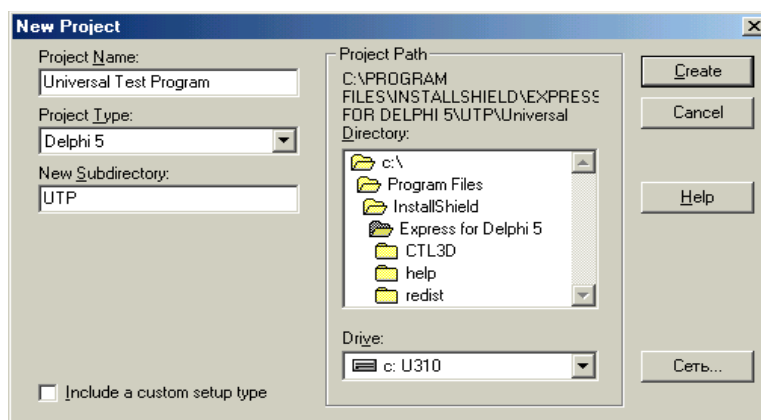 New Project
Project Name:
Universal Test Program
Project Type:
Delphi 5
New Subdirectory:
UTP
Include a custom setup type
Project Path
C:\PROGRAM
FILES\INSTALLSHIELD\EXPRESS
FOR DELPHI 5\UTP\Universal
Directory:
c:\
Program Files
InstallShield
Express for Delphi 5
CTL3D
help
redist
Drive:
c: U310
Create
Cancel
Help
Сеть...